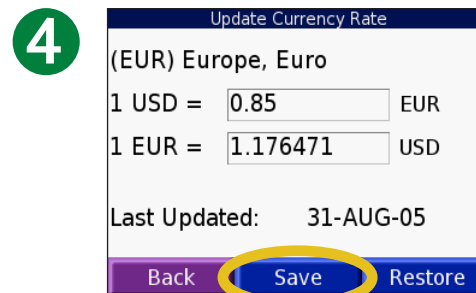 4
Update Currency Rate
(EUR) Europe, Euro
1 USD = 0.85 EUR
1 EUR = 1.176471 USD
Last Updated: 31-AUG-05
Back Save Restore